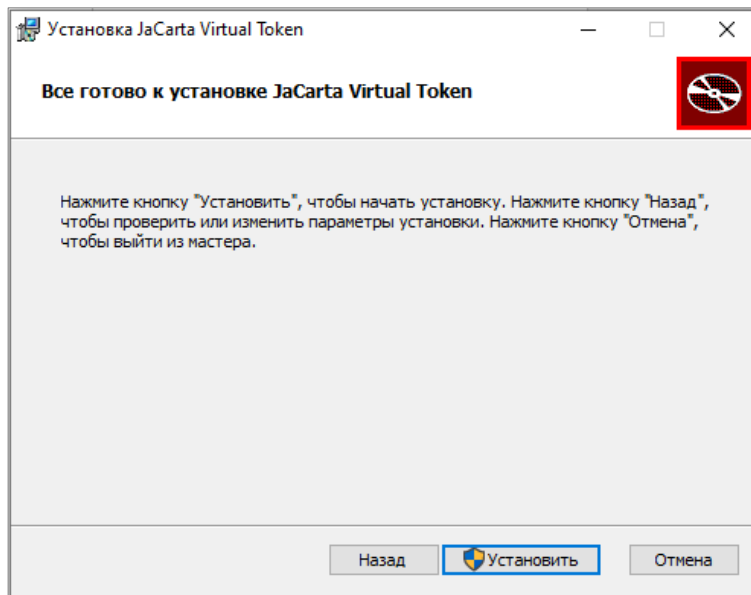 Установка JaCarta Virtual Token
Все готово к установке JaCarta Virtual Token
Нажмите кнопку "Установить", чтобы начать установку. Нажмите кнопку "Назад",
чтобы проверить или изменить параметры установки. Нажмите кнопку "Отмена",
чтобы выйти из мастера.
Назад
Установить
Отмена